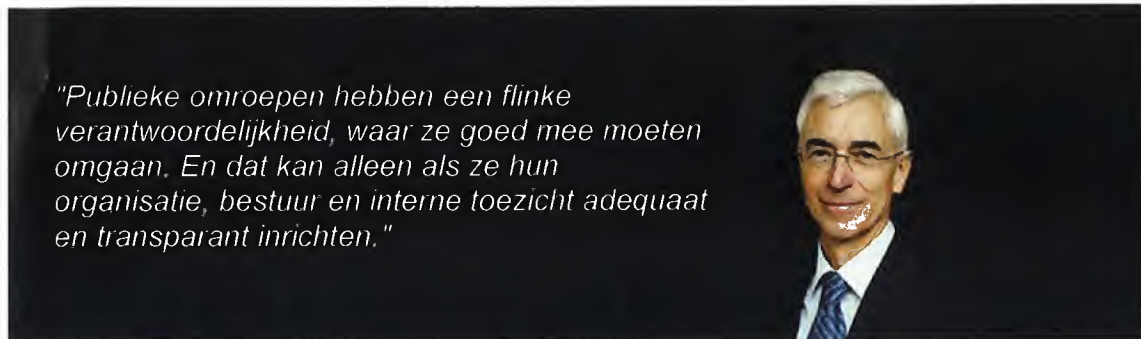 "Publieke omroepen hebben een flinke
verantwoordelijkheid, waar ze goed mee moeten
omgaan. En dat kan alleen als ze hun
organisatie, bestuur en interne toezicht adequaat
en transparant inrichten."